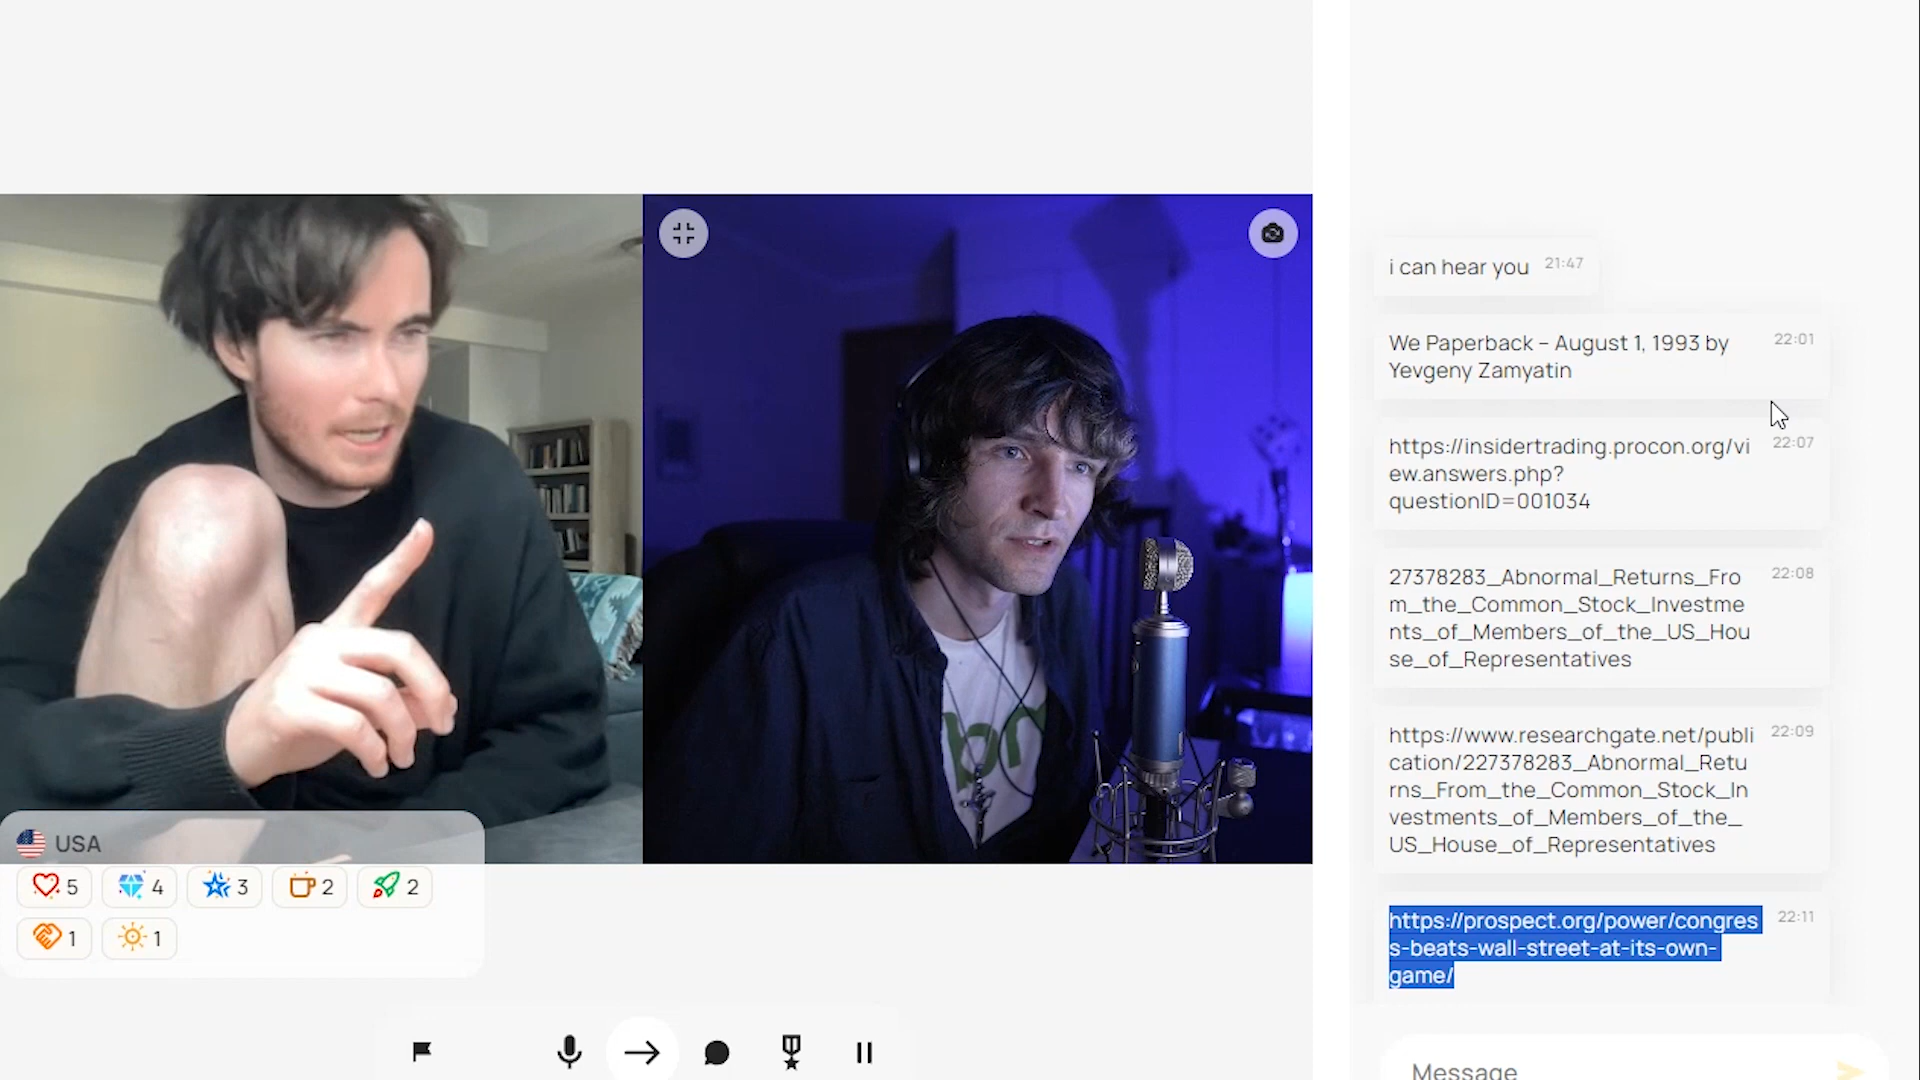 i can hear you 21:47
We Paperback – August 1, 1993 by 22:01
Yevgeny Zamyatin
https://insidertrading.procon.org/vi 22:07
ew.answers.php?
questionID=001034
27378283_Abnormal_Returns_Fro 22:08
m_the_Common_Stock_Investme
nts_of_Members_of_the_US_Hou
se_of_Representatives
https://www.researchgate.net/publi 22:09
cation/227378283_Abnormal_Retu
rns_From_the_Common_Stock_In
vestments_of_Members_of_the_
US_House_of_Representatives
https://prospect.org/power/congres 22:11
s-beats-wall-street-at-its-own-
game/
Message
USA
5 4 3 2 2
1 1